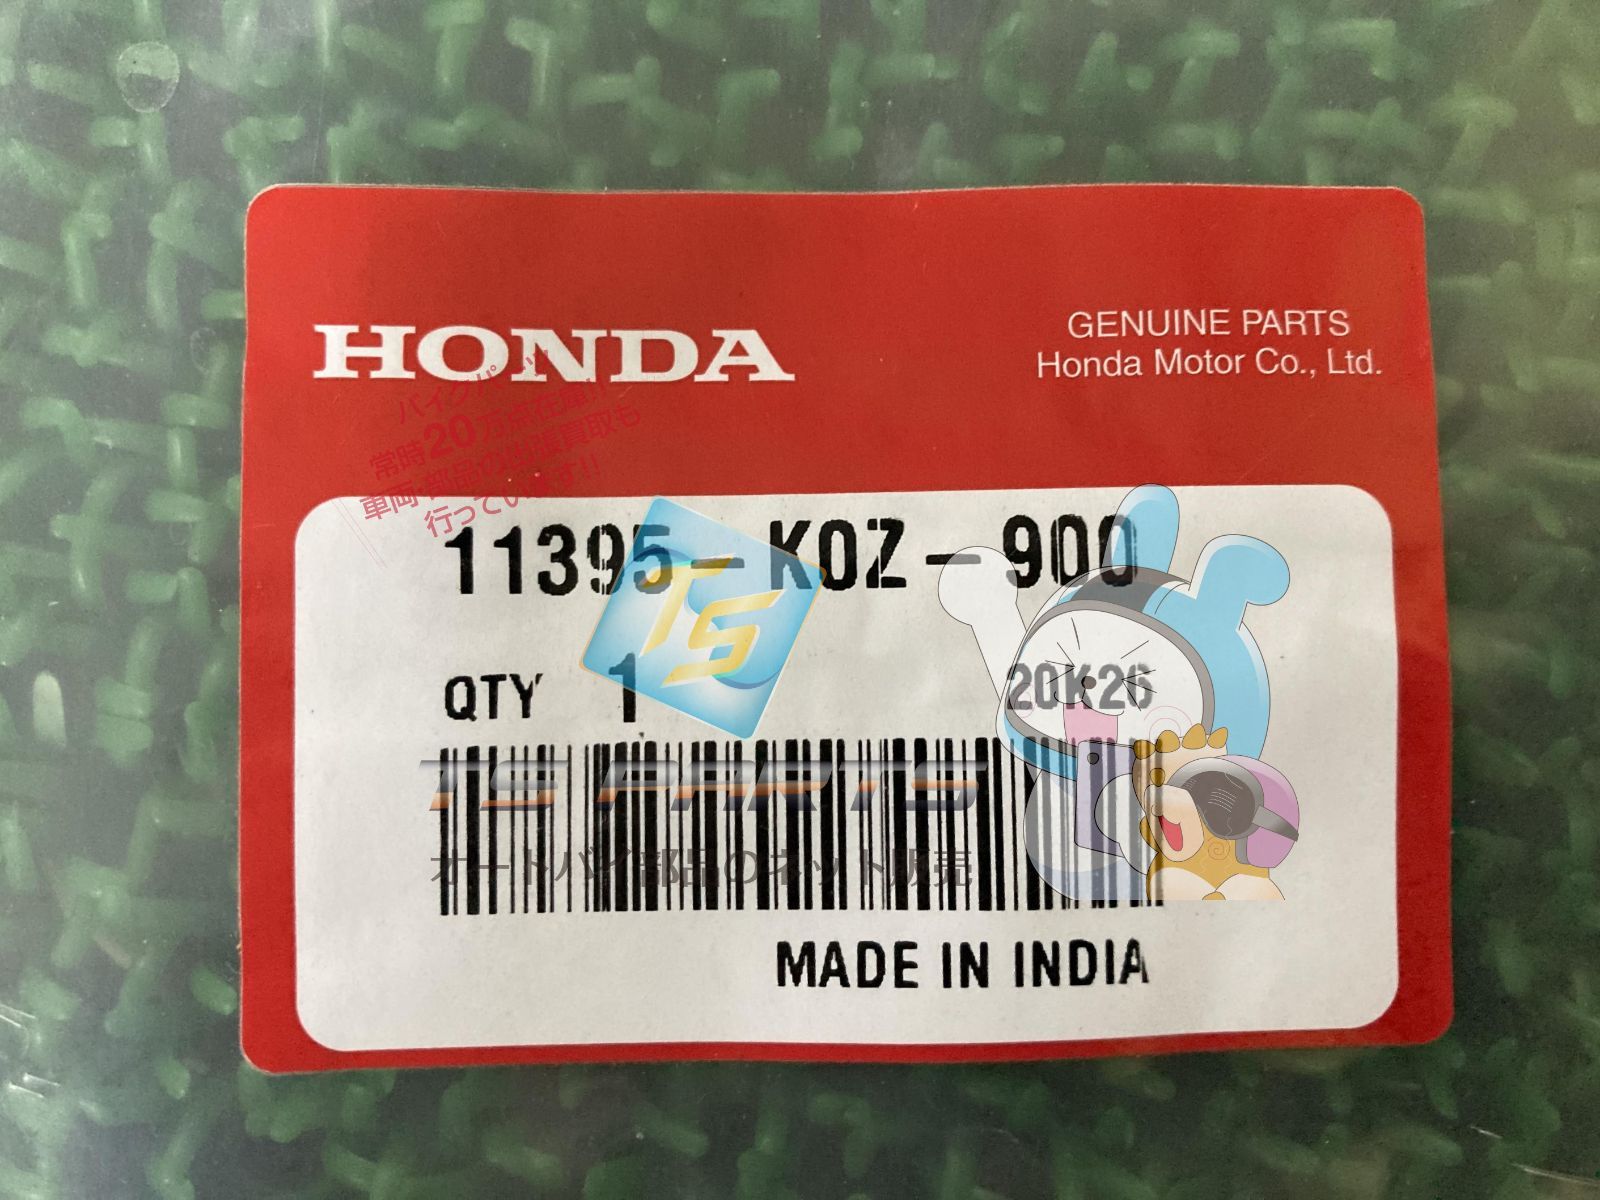 HONDA
GENUINE PARTS
Honda Motor Co., Ltd.
バイクパーツ
常時20万点在庫!!
車両・部品の出張買取も
行っています!!
11395-K0Z-900
TS
QTY 1
20K26
TS PARTS
オートバイ部品のネット販売
MADE IN INDIA